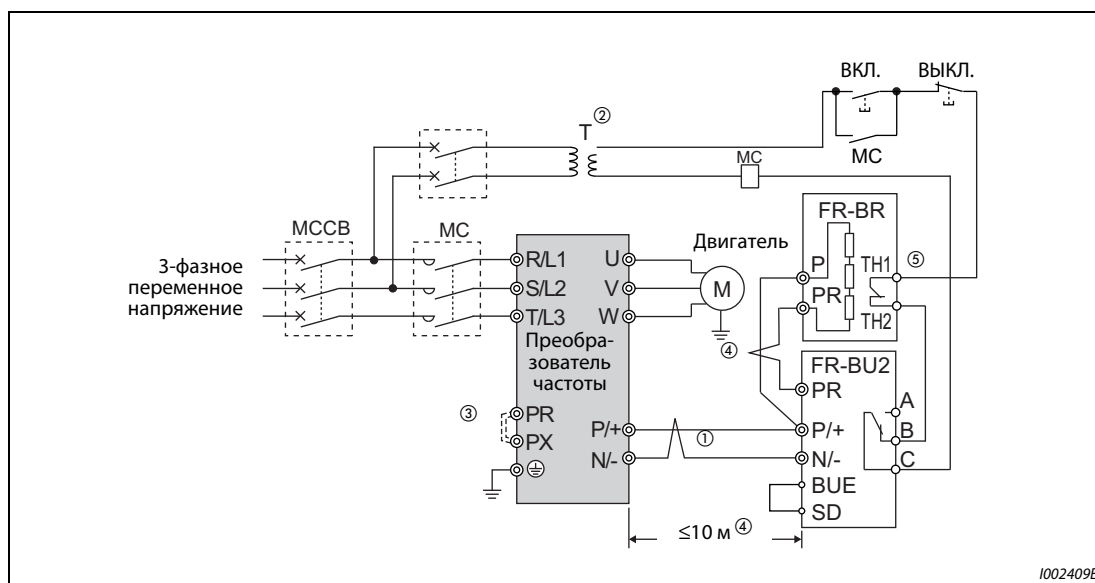 ВКЛ.
ВЫКЛ.
T ②
MC
MC
FR-BR
MCCB
MC
Двигатель
3-фазное
переменное
напряжение
R/L1
S/L2
T/L3
U
V
W
M
P
PR
TH1
TH2
⑤
Преобра-
зователь
частоты
④
FR-BU2
PR
③
PR
PX
P/+
N/-
①
P/+
N/-
BUE
SD
A
B
C
≤10 м ④
I002409E